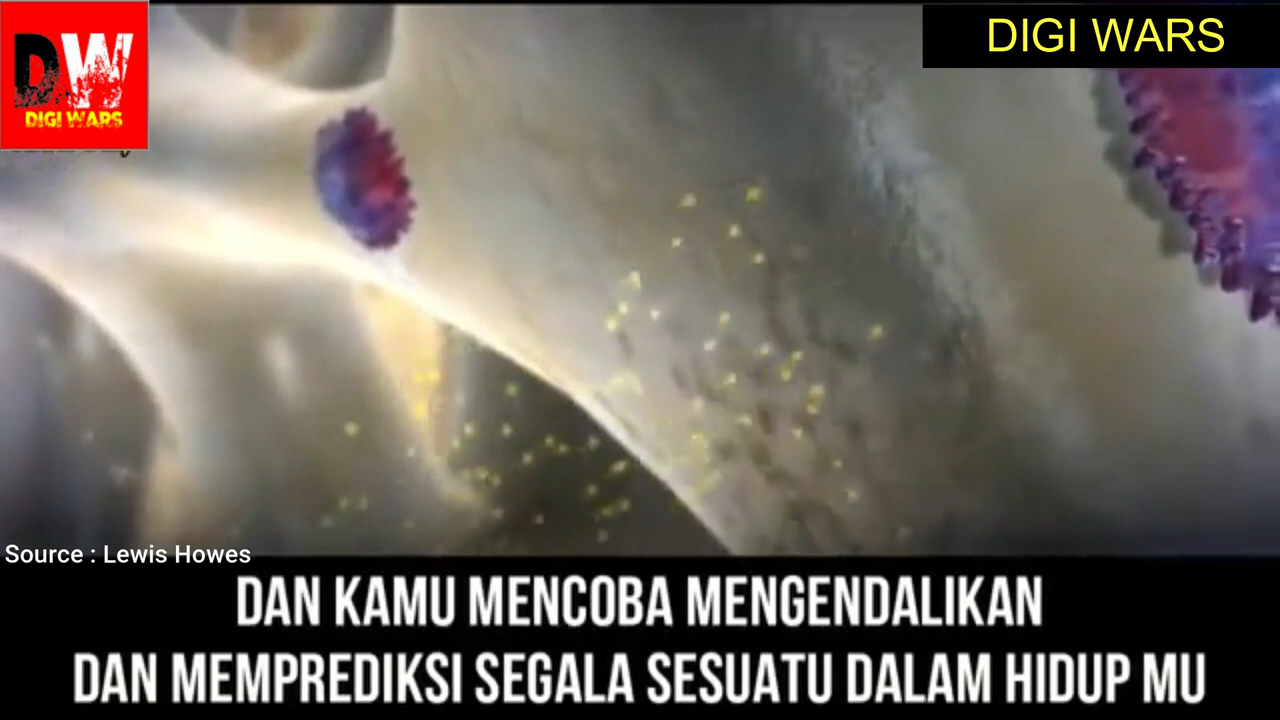 DW
DIGI WARS
DIGI WARS
Source : Lewis Howes
DAN KAMU MENCOBA MENGENDALIKAN
DAN MEMPREDIKSI SEGALA SESUATU DALAM HIDUP MU